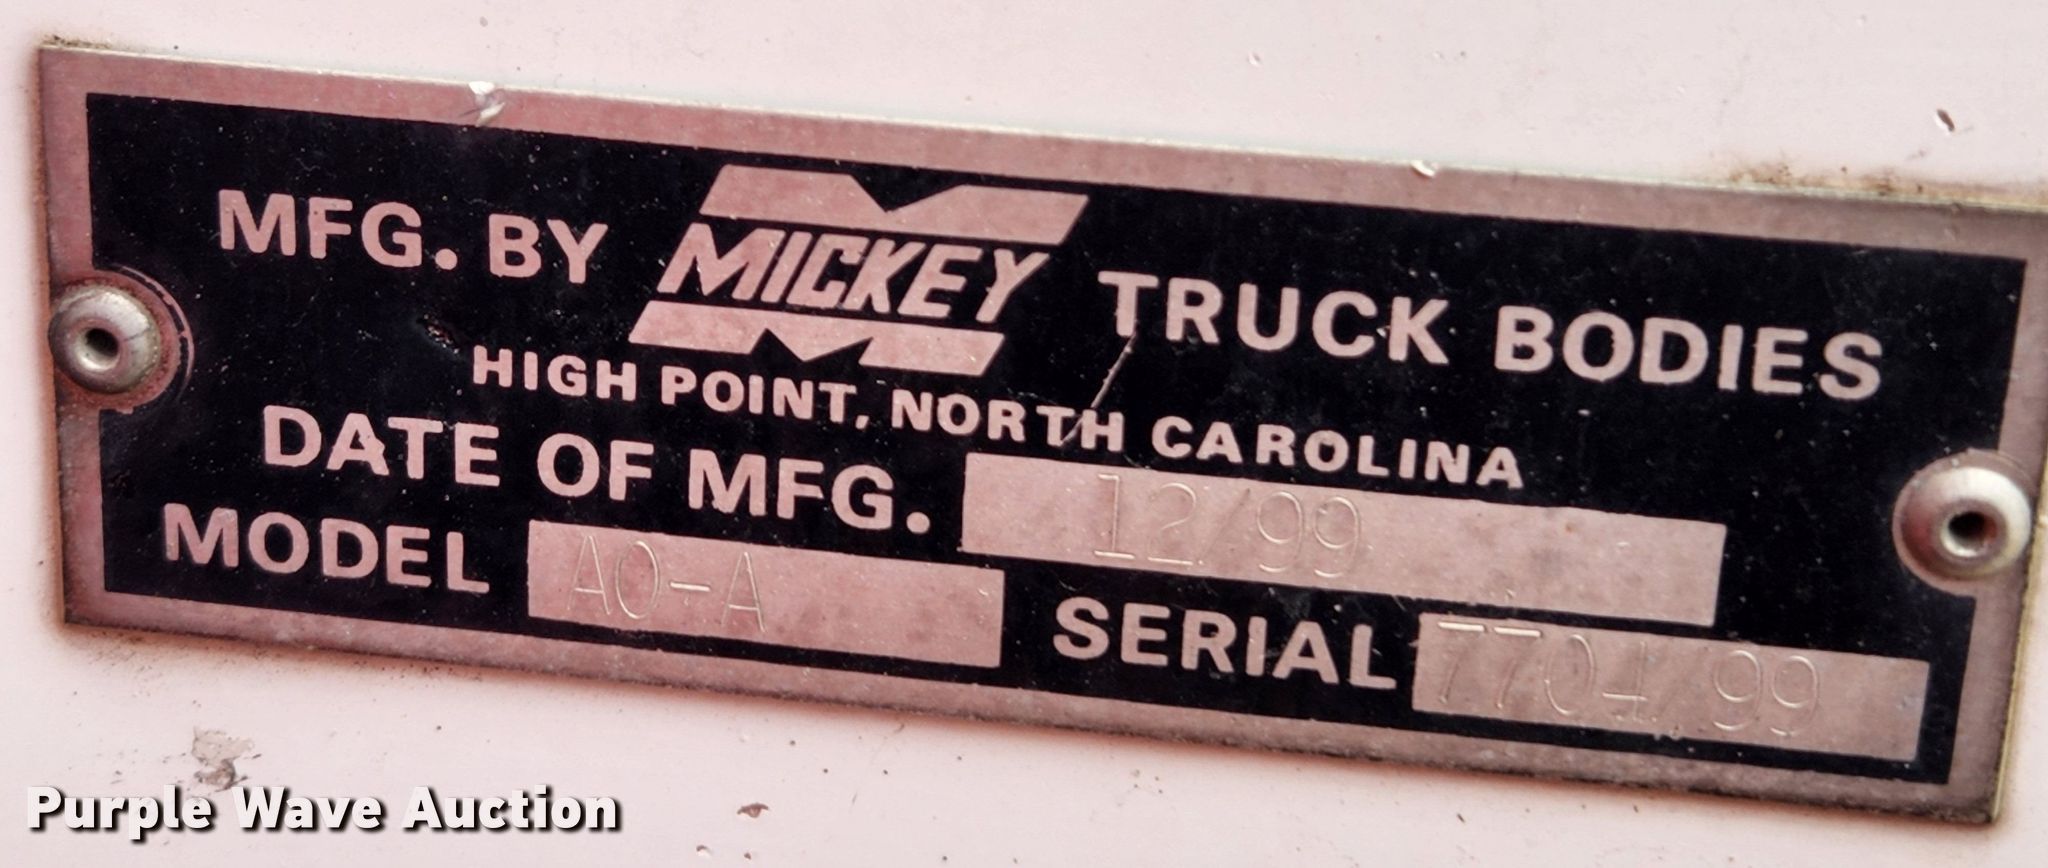 MFG. BY MICKEY TRUCK BODIES
HIGH POINT, NORTH CAROLINA
DATE OF MFG. 12/99
MODEL AO-A SERIAL 7704/99
Purple Wave Auction